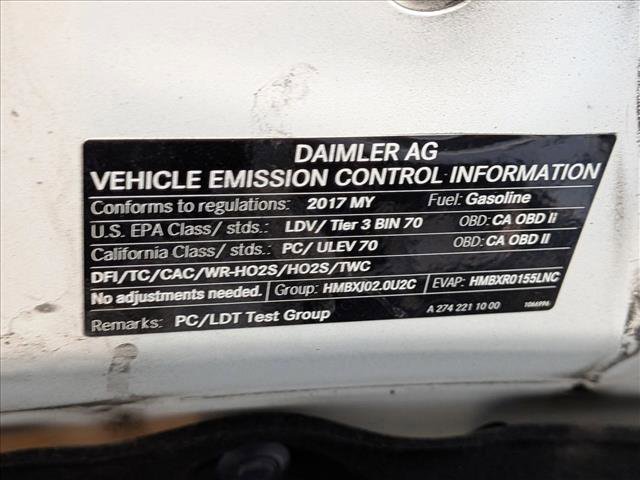 DAIMLER AG
VEHICLE EMISSION CONTROL INFORMATION
Conforms to regulations: 2017 MY Fuel: Gasoline
U.S. EPA Class/ stds.: LDV/ Tier 3 BIN 70 OBD: CA OBD II
California Class/ stds.: PC/ ULEV 70 OBD: CA OBD II
DFI/TC/CAC/WR-HO2S/HO2S/TWC
No adjustments needed. Group: HMBXJ02.0U2C EVAP: HMBXR0155LNC
Remarks: PC/LDT Test Group A 274 221 10 00 1066996